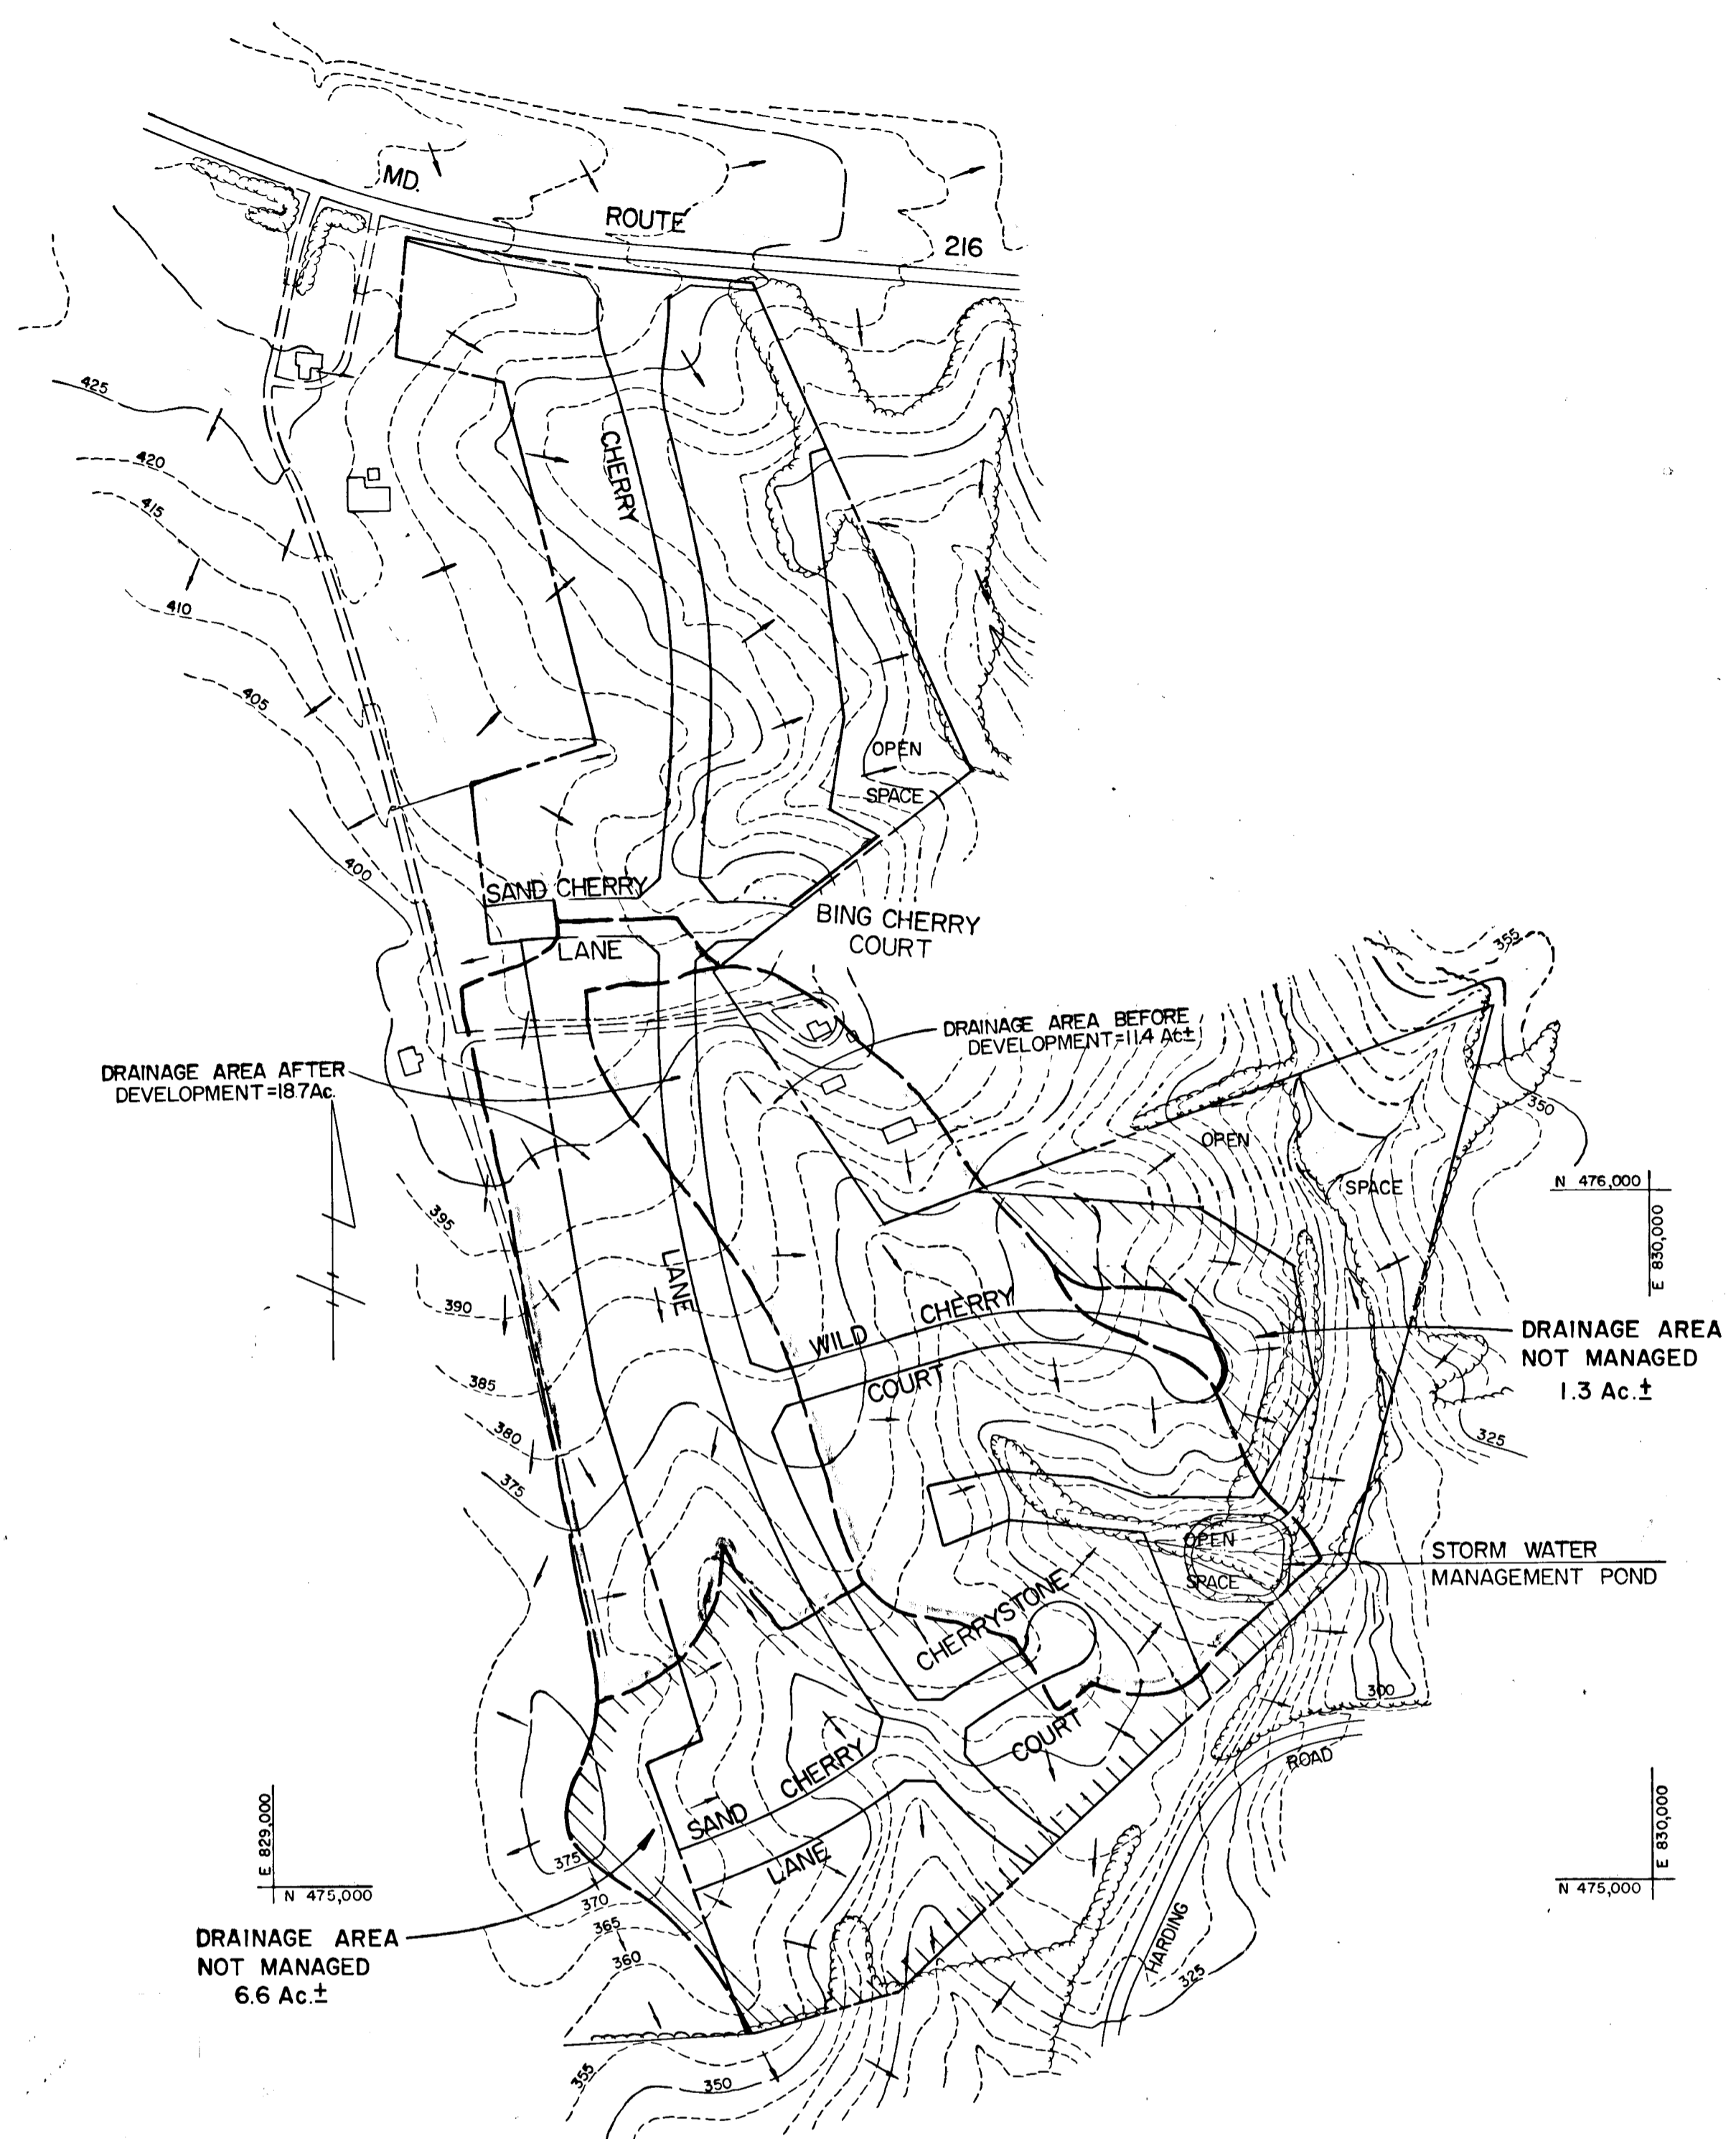 MD.
ROUTE
216
425
420
415
410
405
400
CHERRY
OPEN
SPACE
SAND CHERRY
LANE
BING CHERRY
COURT
355
DRAINAGE AREA BEFORE
DEVELOPMENT=11.4 Ac±
DRAINAGE AREA AFTER
DEVELOPMENT=18.7Ac.
350
OPEN
SPACE
N 476,000
E 830,000
395
390
385
380
375
LANE
WILD CHERRY
COURT
DRAINAGE AREA
NOT MANAGED
1.3 Ac.±
325
OPEN
SPACE
STORM WATER
MANAGEMENT POND
CHERRYSTONE
COURT
300
ROAD
HARDING
325
SAND CHERRY
LANE
E 829,000
N 475,000
E 830,000
N 475,000
375
370
365
360
DRAINAGE AREA
NOT MANAGED
6.6 Ac.±
355
350